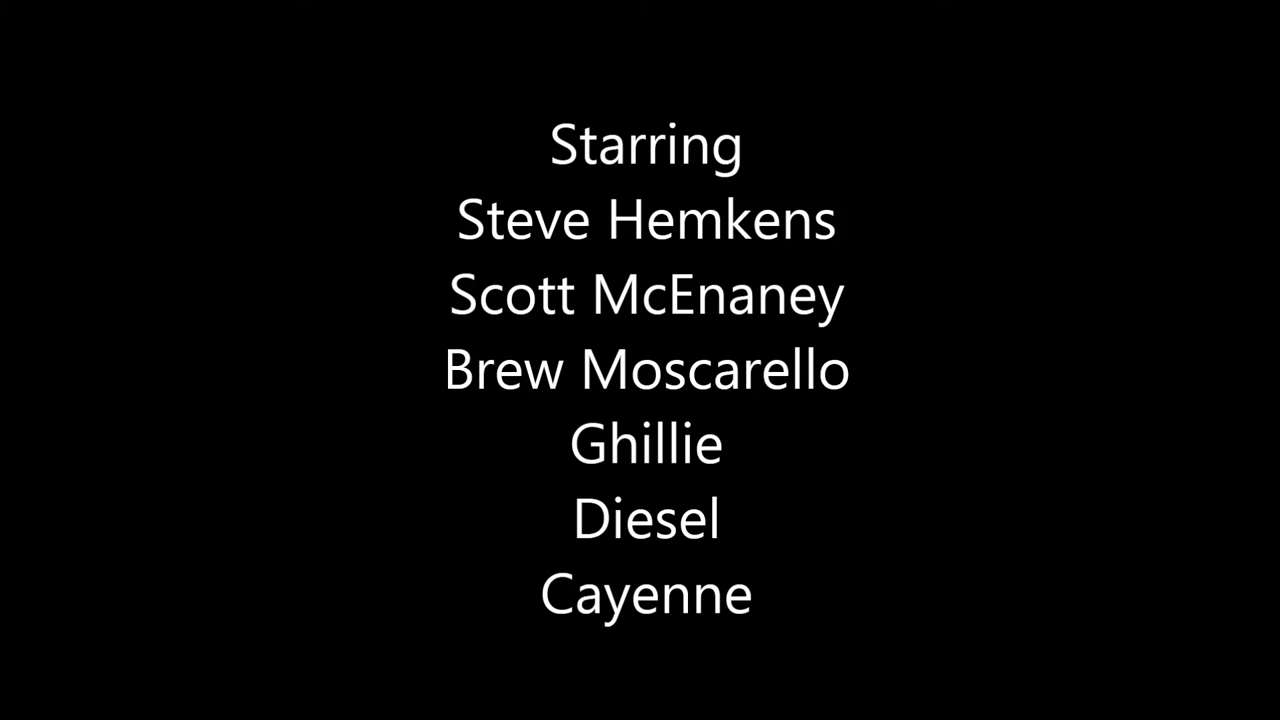 Starring
Steve Hemkens
Scott McEnaney
Brew Moscarello
Ghillie
Diesel
Cayenne